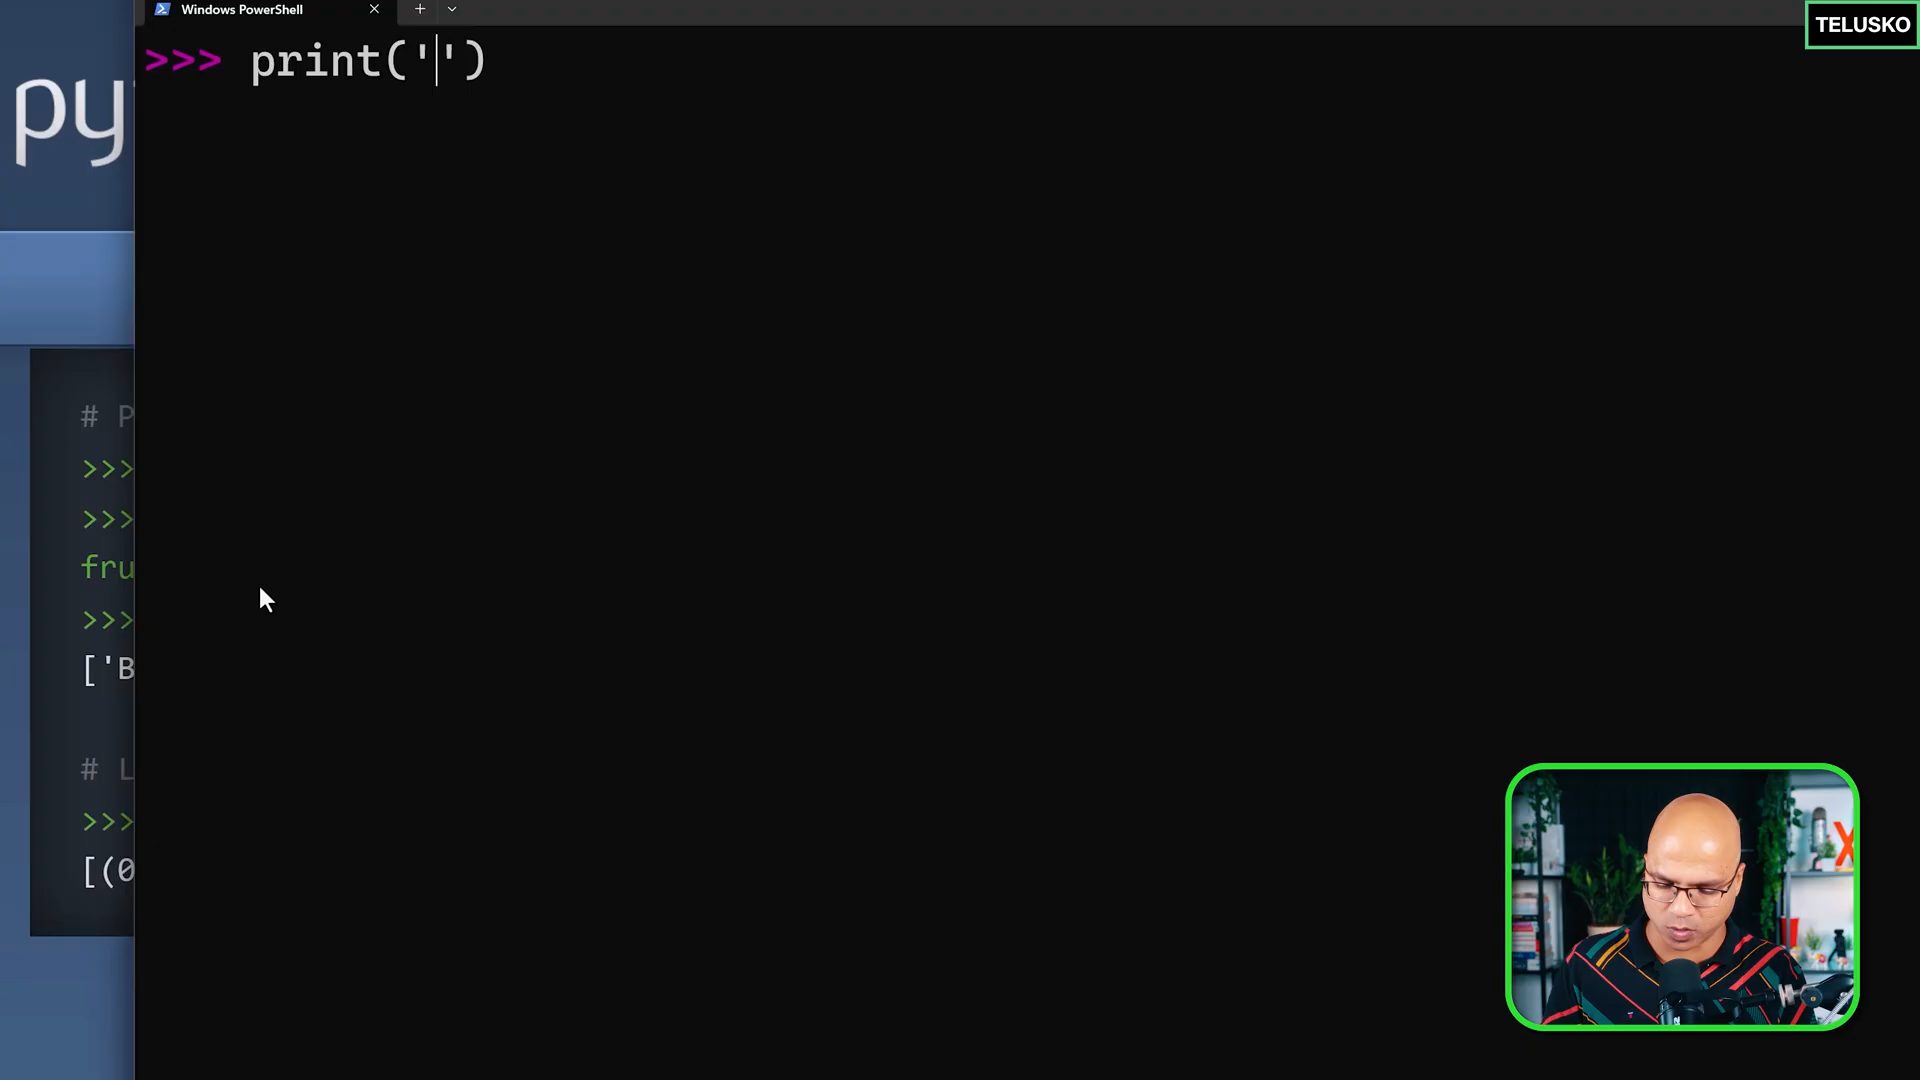 Windows PowerShell
TELUSKO
>>> print('')
py
# P
>>>
>>>
fru
>>>
['B
# L
>>>
[(0